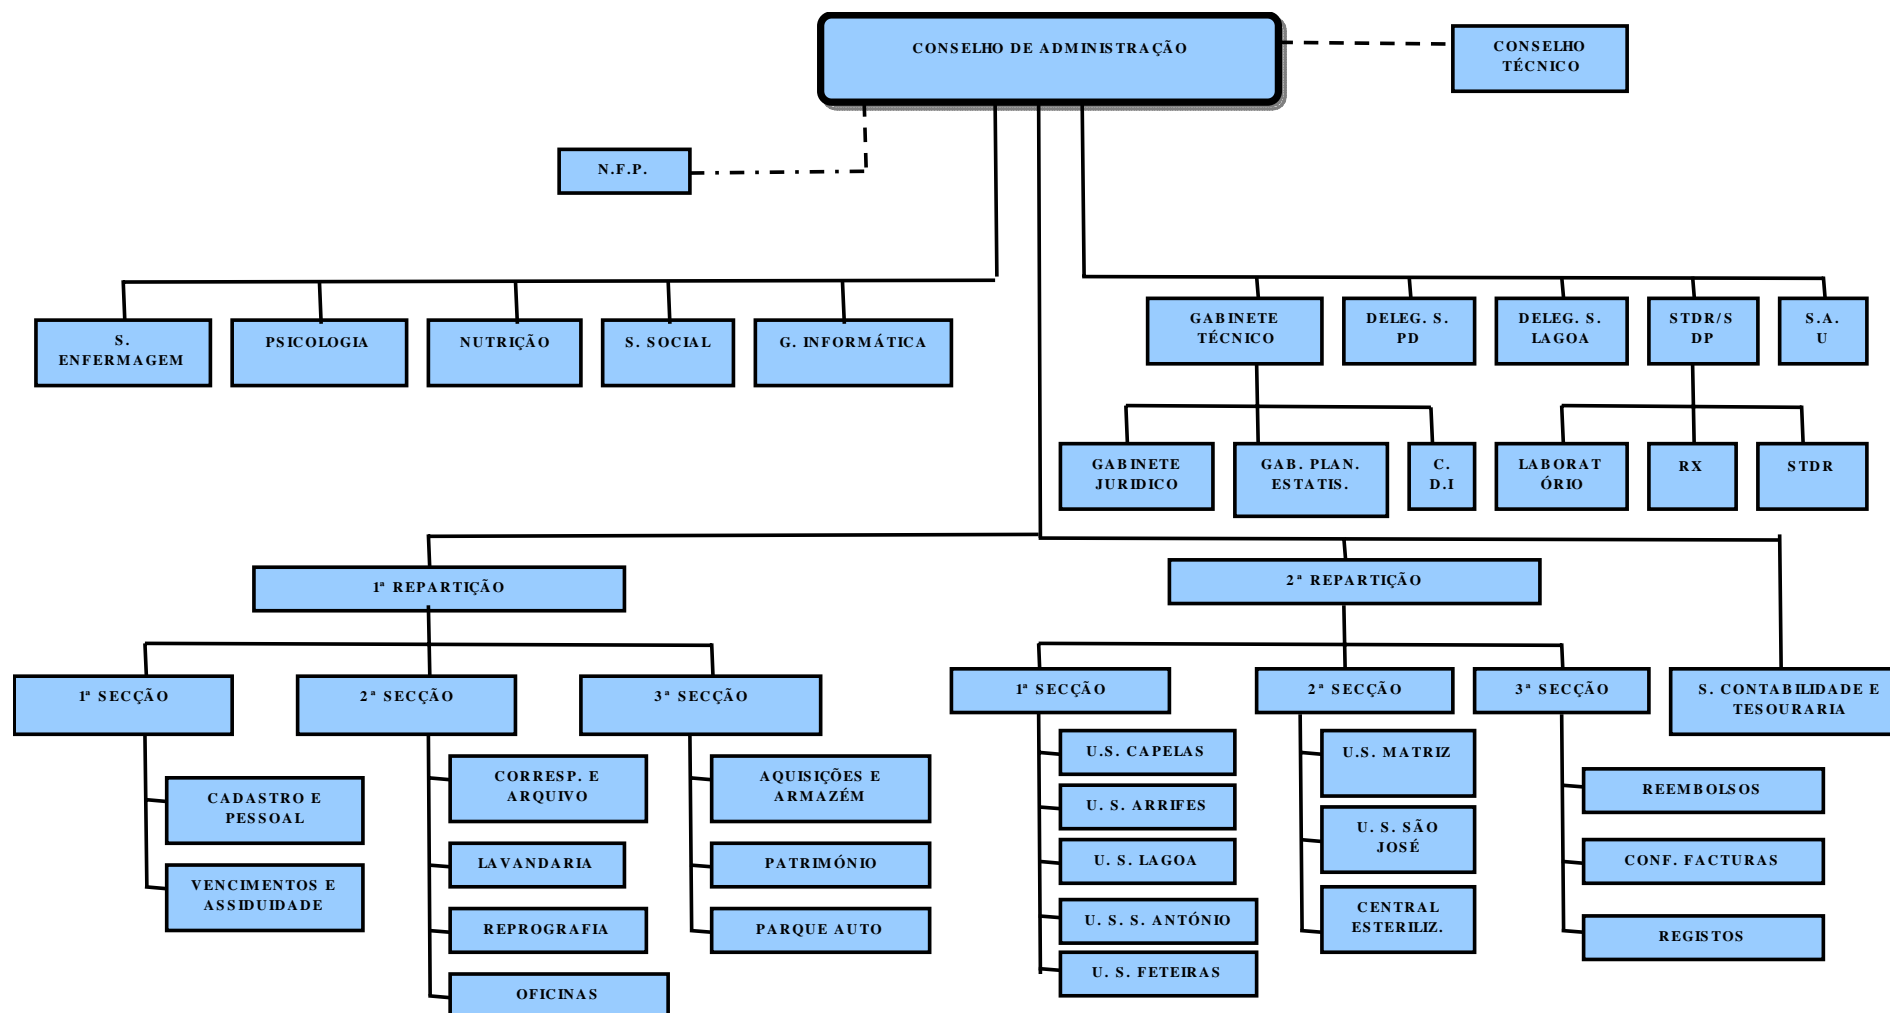 CONSELHO DE ADMINISTRAÇÃO
CONSELHO
TÉCNICO
N.F.P.
S.
ENFERMAGEM
PSICOLOGIA
NUTRIÇÃO
S. SOCIAL
G. INFORMÁTICA
GABINETE
TÉCNICO
DELEG. S.
PD
DELEG. S.
LAGOA
STDR/S
DP
S.A.
U
GABINETE
JURIDICO
GAB. PLAN.
ESTATIS.
C.
D.I
LABORAT
ÓRIO
RX
STDR
1ª REPARTIÇÃO
2ª REPARTIÇÃO
1ª SECÇÃO
2ª SECÇÃO
3ª SECÇÃO
1ª SECÇÃO
2ª SECÇÃO
3ª SECÇÃO
S. CONTABILIDADE E
TESOURARIA
CADASTRO E
PESSOAL
VENCIMENTOS E
ASSIDUIDADE
CORRESP. E
ARQUIVO
LAVANDARIA
REPROGRAFIA
OFICINAS
AQUISIÇÕES E
ARMAZÉM
PATRIMÓNIO
PARQUE AUTO
U.S. CAPELAS
U. S. ARRIFES
U. S. LAGOA
U. S. S. ANTÓNIO
U. S. FETEIRAS
U.S. MATRIZ
U. S. SÃO
JOSÉ
CENTRAL
ESTERILIZ.
REEMBOLSOS
CONF. FACTURAS
REGISTOS